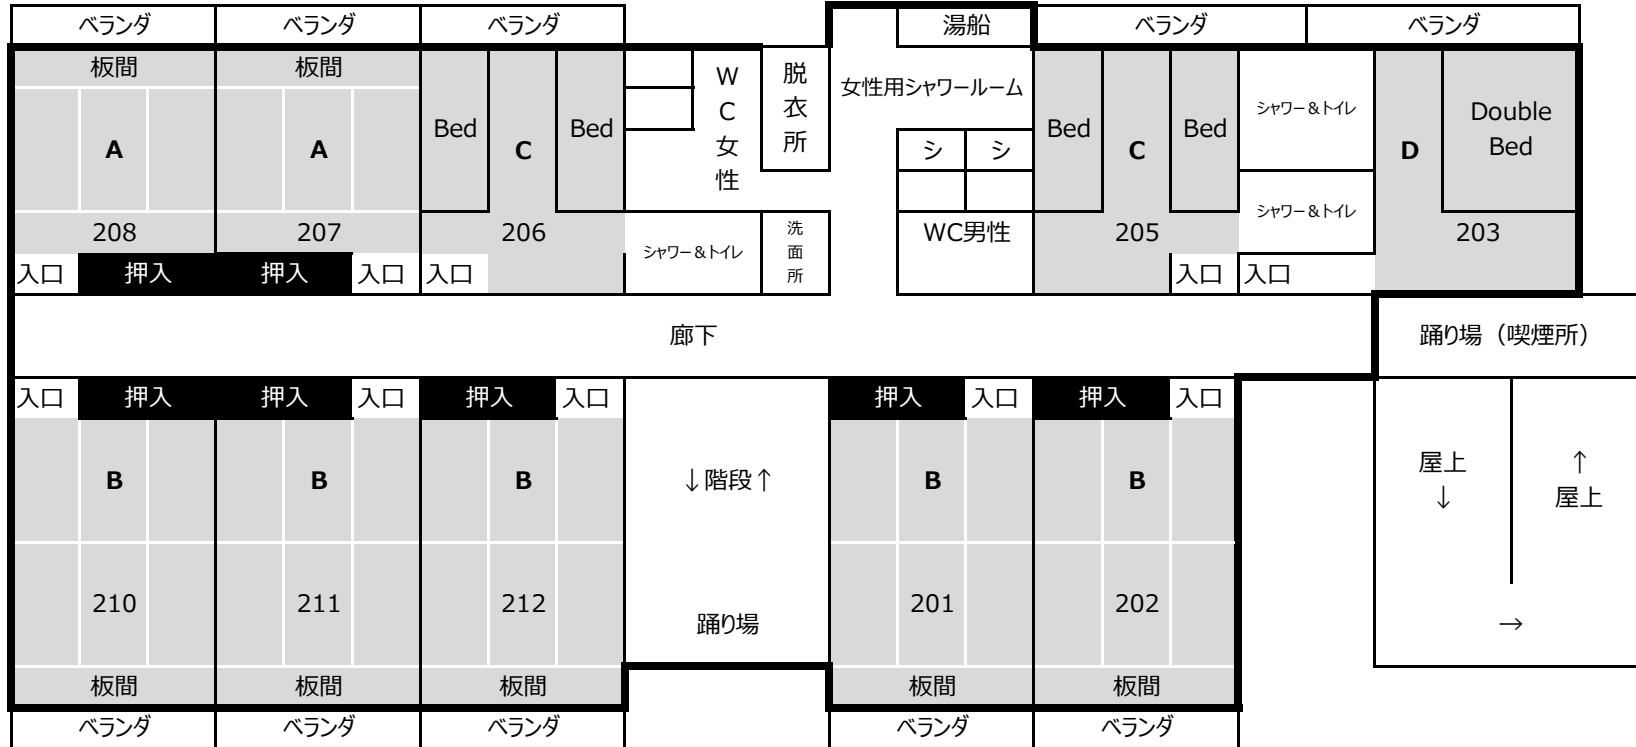 ベランダ ベランダ ベランダ 湯船 ベランダ ベランダ
板間 板間
A A Bed C Bed
WC女性
脱衣所
女性用シャワールーム
シ シ
Bed C Bed
シャワー&トイレ
D
Double
Bed
208 207 206
シャワー&トイレ
洗面所
WC男性
205
シャワー&トイレ
203
入口 押入 押入 入口 入口 入口 入口
廊下
踊り場（喫煙所）
入口 押入 押入 入口 押入 入口 押入 入口 押入 入口
B B B ↓階段↑ B B
屋上
↓
↑
屋上
210 211 212 踊り場 201 202 →
板間 板間 板間 板間 板間
ベランダ ベランダ ベランダ ベランダ ベランダ